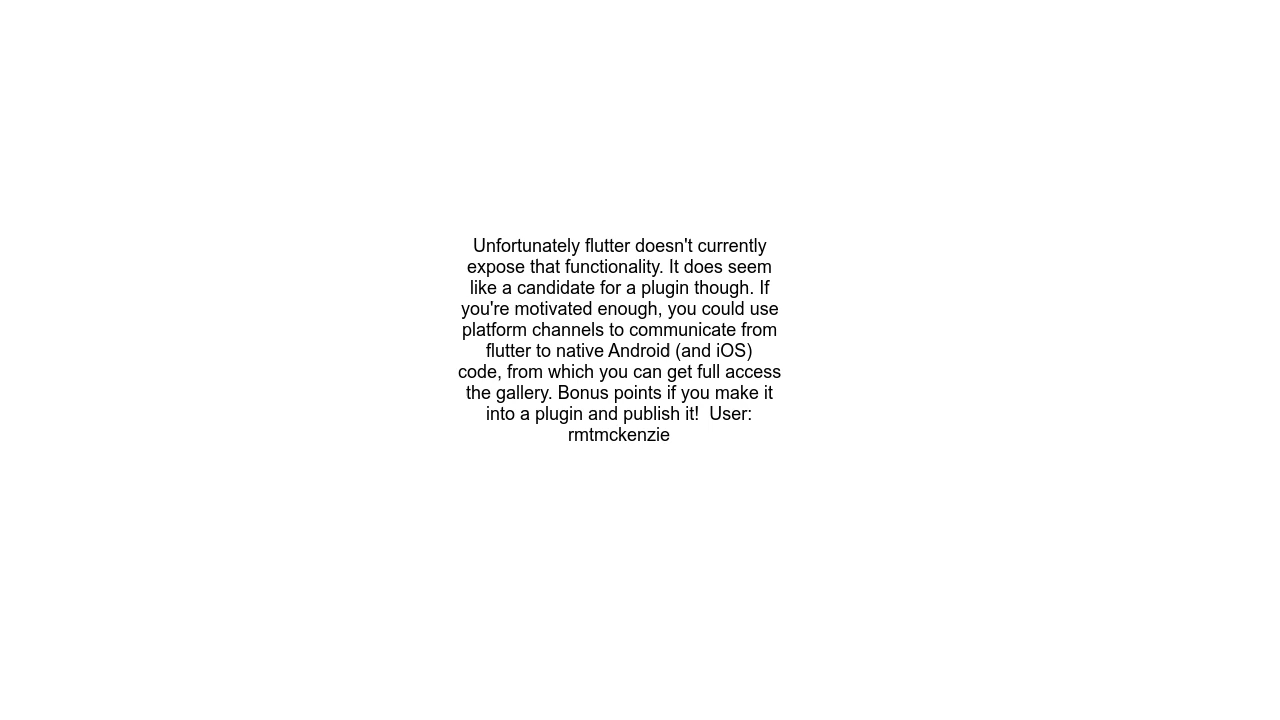 Unfortunately flutter doesn't currently
expose that functionality. It does seem
like a candidate for a plugin though. If
you're motivated enough, you could use
platform channels to communicate from
flutter to native Android (and iOS)
code, from which you can get full access
the gallery. Bonus points if you make it
into a plugin and publish it!  User:
rmtmckenzie